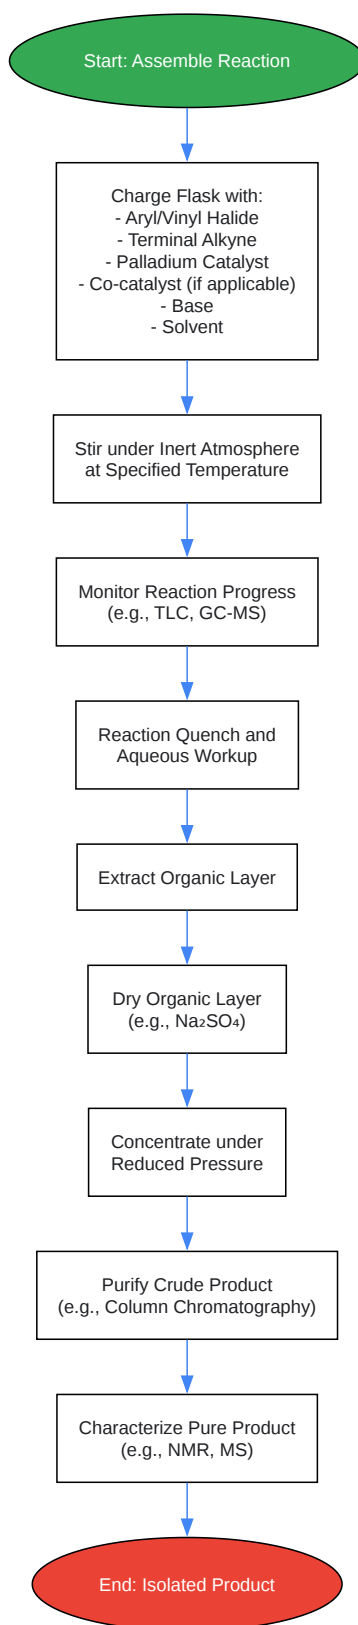 Start: Assemble Reaction
Charge Flask with:
- Aryl/Vinyl Halide
- Terminal Alkyne
- Palladium Catalyst
- Co-catalyst (if applicable)
- Base
- Solvent
Stir under Inert Atmosphere
at Specified Temperature
Monitor Reaction Progress
(e.g., TLC, GC-MS)
Reaction Quench and
Aqueous Workup
Extract Organic Layer
Dry Organic Layer
(e.g., Na₂SO₄)
Concentrate under
Reduced Pressure
Purify Crude Product
(e.g., Column Chromatography)
Characterize Pure Product
(e.g., NMR, MS)
End: Isolated Product